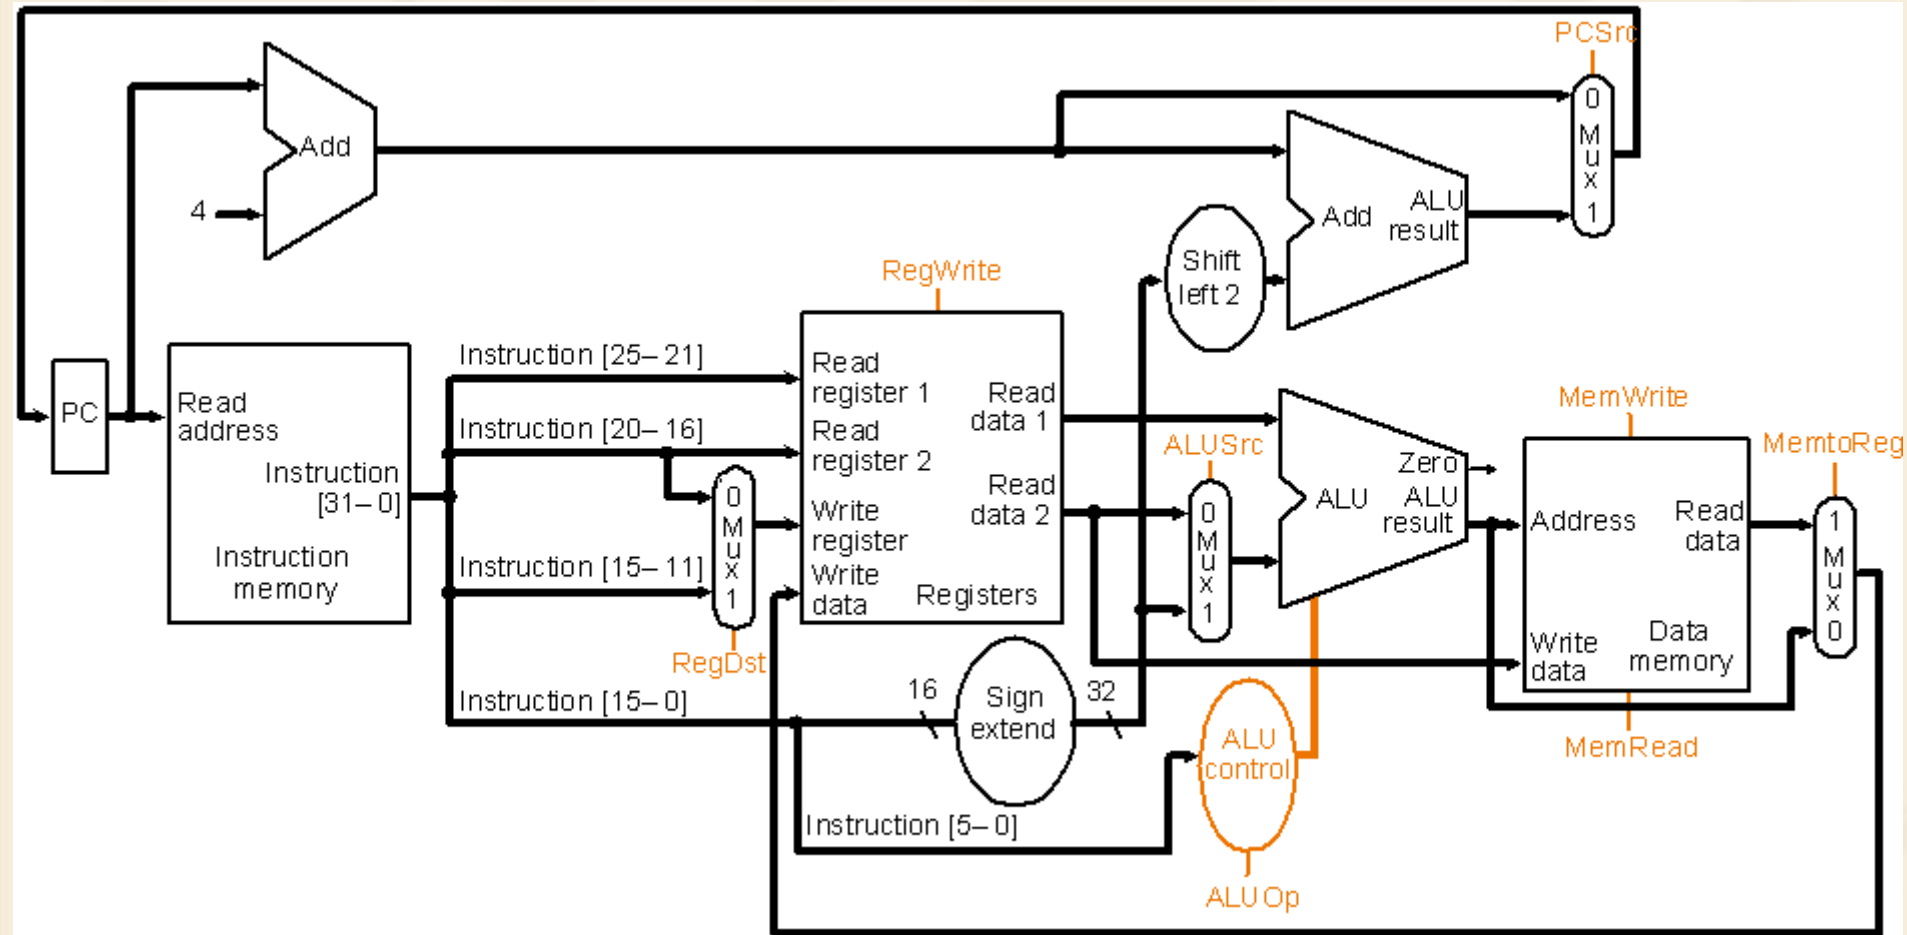 PCSrc
0
M
u
x
1
Add
4
Add
ALU
result
Shift
left 2
RegWrite
PC
Read
address
Instruction
[31–0]
Instruction
memory
Instruction [25–21]
Instruction [20–16]
Instruction [15–11]
Instruction [15–0]
0
M
u
x
1
RegDst
Read
register 1
Read
register 2
Write
register
Write
data
Read
data 1
Read
data 2
Registers
16
Sign
extend
32
Instruction [5–0]
ALUSrc
0
M
u
x
1
Zero
ALU
ALU
result
ALU
control
ALUOp
MemWrite
Address
Read
data
Write
data
Data
memory
MemRead
MemtoReg
1
M
u
x
0